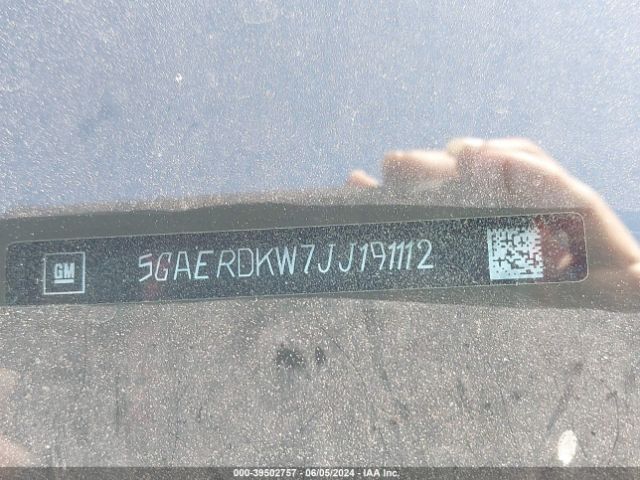 GM
5GAERDKW7JJ191112
000-39502757 - 06/05/2024 - IAA Inc.